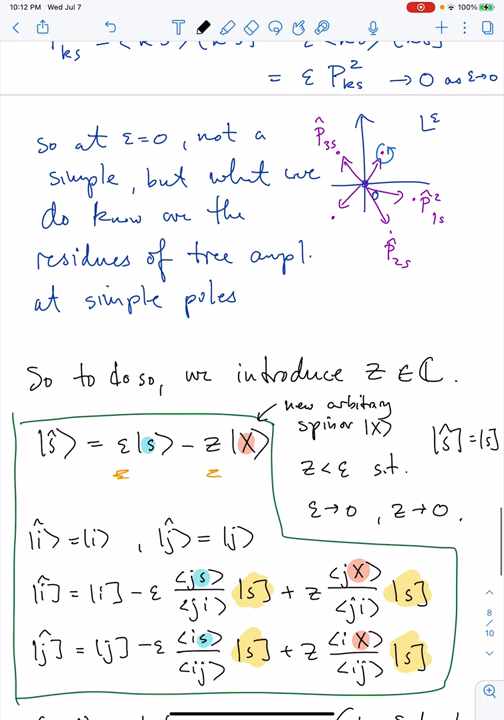 10:12 PM Wed Jul 7
100%
= ε P²ks → 0 as ε→0
So at ε=0, not a
simple, but what we
do know are the
residues of tree ampl.
at simple poles
P̂3s
L^ε
0
P̂²1s
P̂2s
So to do so, we introduce z ∈ ℂ.
new arbitrary
spinor |X⟩
|ŝ⟩ = ε|s⟩ − z|X⟩
|ŝ] = |s]
z < ε s.t.
ε → 0 , z → 0 .
|î⟩ = |i⟩ , |ĵ⟩ = |j⟩
|î] = |i] − ε ⟨js⟩/⟨ji⟩ |s] + z ⟨jX⟩/⟨ji⟩ |s]
|ĵ] = |j] − ε ⟨is⟩/⟨ij⟩ |s] + z ⟨iX⟩/⟨ij⟩ |s]
8
10